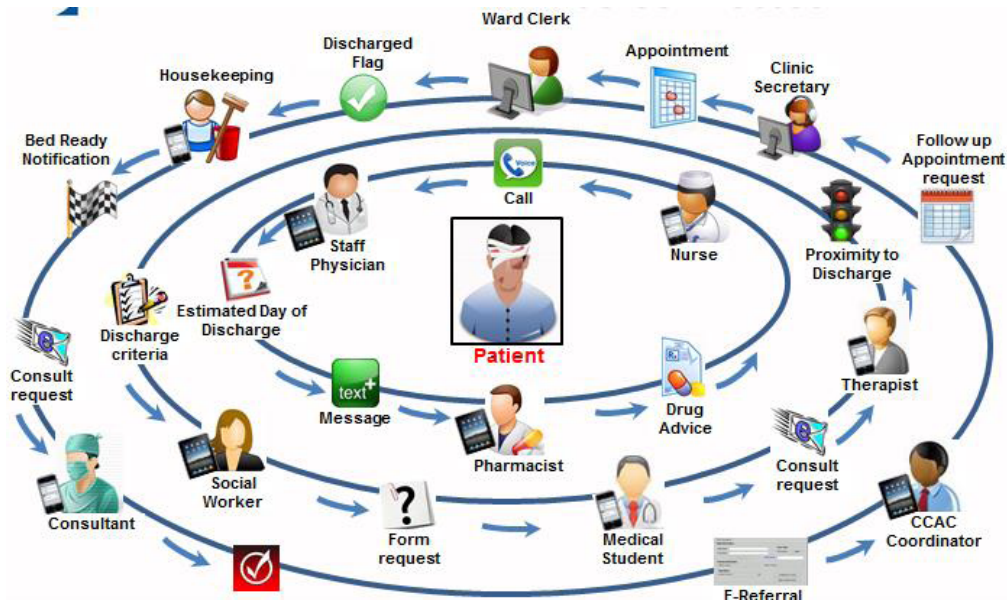 Ward Clerk
Discharged
Flag
Appointment
Housekeeping
Clinic
Secretary
Bed Ready
Notification
Follow up
Appointment
request
Voice
Call
Staff
Physician
Nurse
Proximity to
Discharge
?
Estimated Day of
Discharge
Discharge
criteria
Patient
e
Consult
request
text+
Message
Rx
Drug
Advice
Therapist
Pharmacist
e
Consult
request
Social
Worker
Consultant
?
Form
request
Medical
Student
CCAC
Coordinator
E-Referral